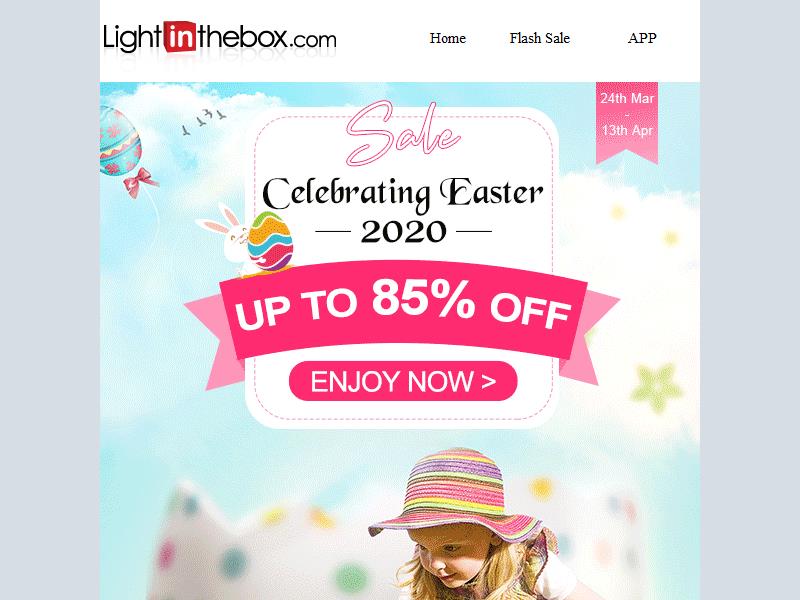 Lightinthebox.com
Home Flash Sale APP
24th Mar
-
13th Apr
Sale
Celebrating Easter
— 2020 —
UP TO 85% OFF
ENJOY NOW >